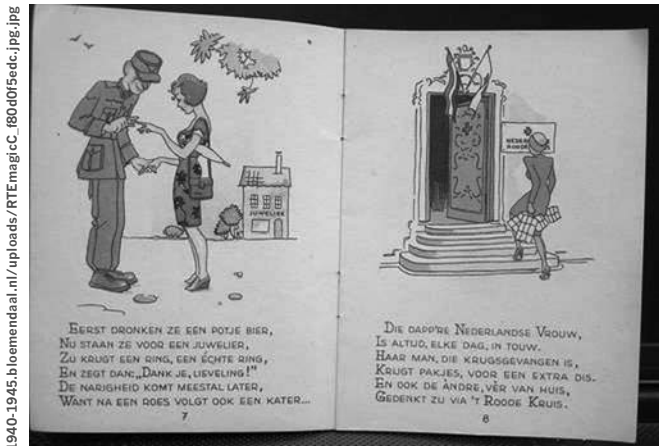 1940-1945.bloemendaal.nl/uploads/RTEmagicC_f80d0f5edc.jpg.jpg
JUWELIER
EERST DRONKEN ZE EEN POTJE BIER,
NU STAAN ZE VOOR EEN JUWELIER,
ZIJ KRIJGT EEN RING, EEN ÉCHTE RING,
EN ZEGT DAN: „DANK JE, LIEVELING!"
DE NARIGHEID KOMT MEESTAL LATER,
WANT NA EEN ROES VOLGT OOK EEN KATER...
7
NEDERL
ROODE
DIE DAPP'RE NEDERLANDSE VROUW,
IS ALTIJD, ELKE DAG, IN TOUW.
HAAR MAN, DIE KRIJGSGEVANGEN IS,
KRIJGT PAKJES, VOOR EEN EXTRA DIS.
EN OOK DE ANDRE, VÈR VAN HUIS,
GEDENKT ZIJ VIA 'T ROODE KRUIS.
8